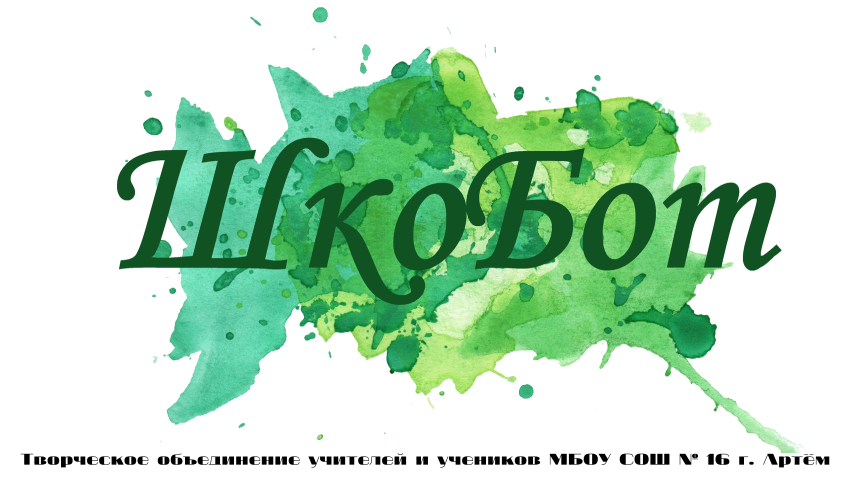 ШкоБот
Творческое объединение учителей и учеников МБОУ СОШ № 16 г. Артём